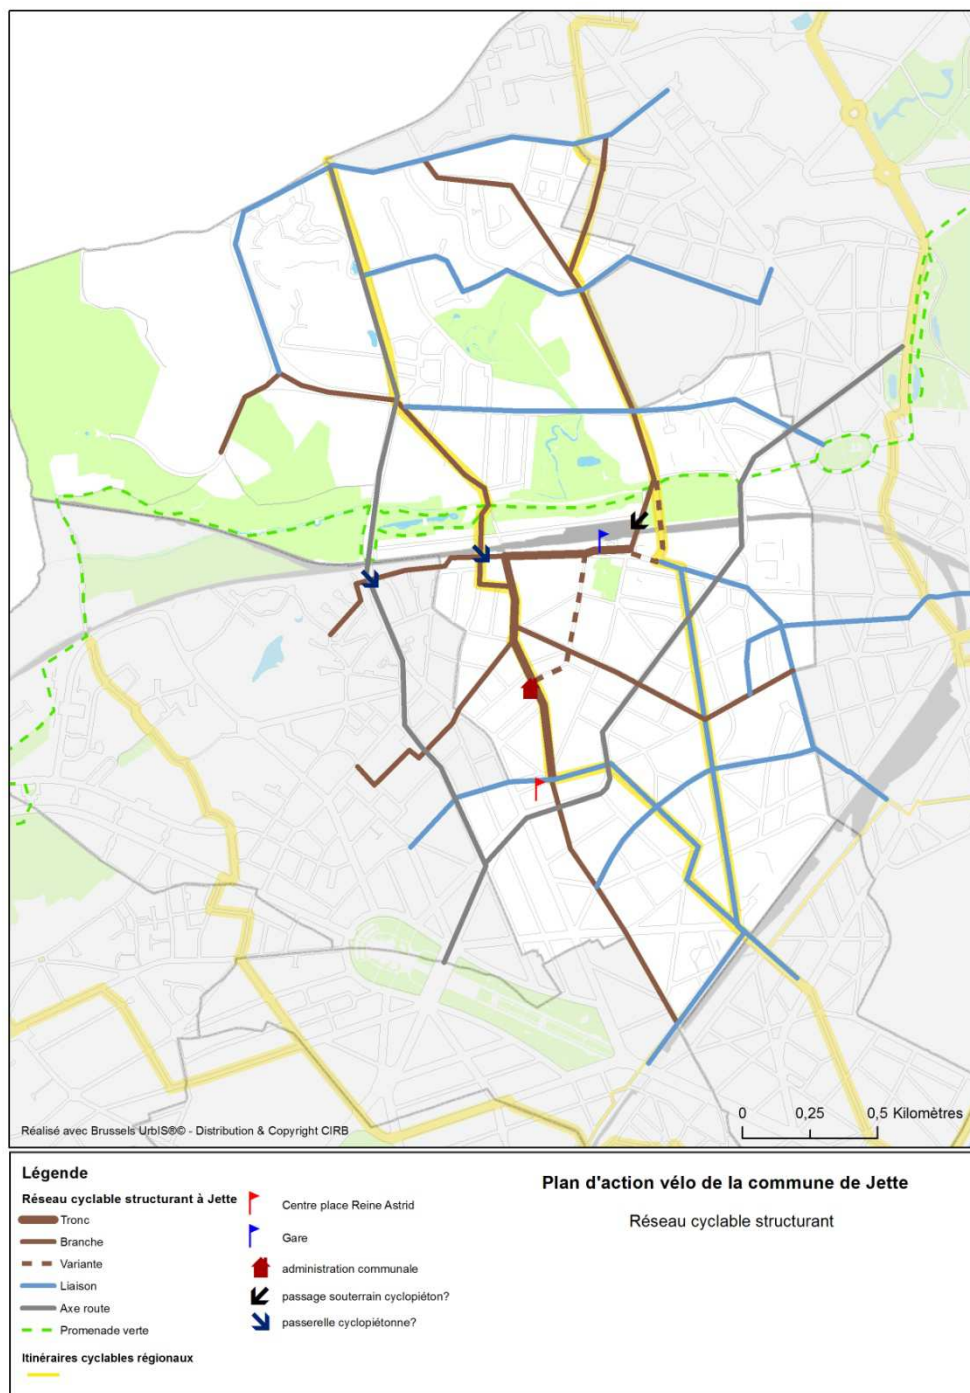 0 0,25 0,5 Kilomètres
Réalisé avec Brussels UrbIS®© - Distribution & Copyright CIRB
Légende
Réseau cyclable structurant à Jette
Tronc
Branche
Variante
Liaison
Axe route
Promenade verte
Itinéraires cyclables régionaux
Centre place Reine Astrid
Gare
administration communale
passage souterrain cyclopiéton?
passerelle cyclopiétonne?
Plan d'action vélo de la commune de Jette
Réseau cyclable structurant